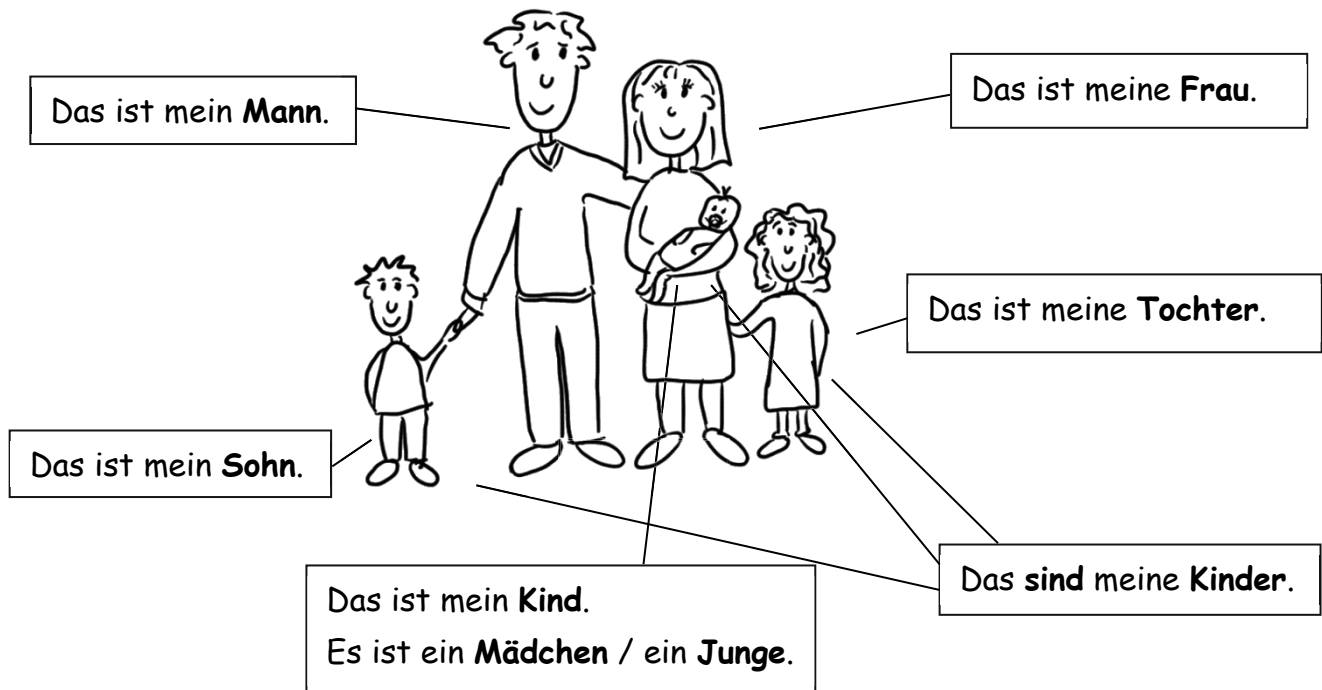 Das ist mein Mann.
Das ist meine Frau.
Das ist meine Tochter.
Das ist mein Sohn.
Das ist mein Kind.
Es ist ein Mädchen / ein Junge.
Das sind meine Kinder.